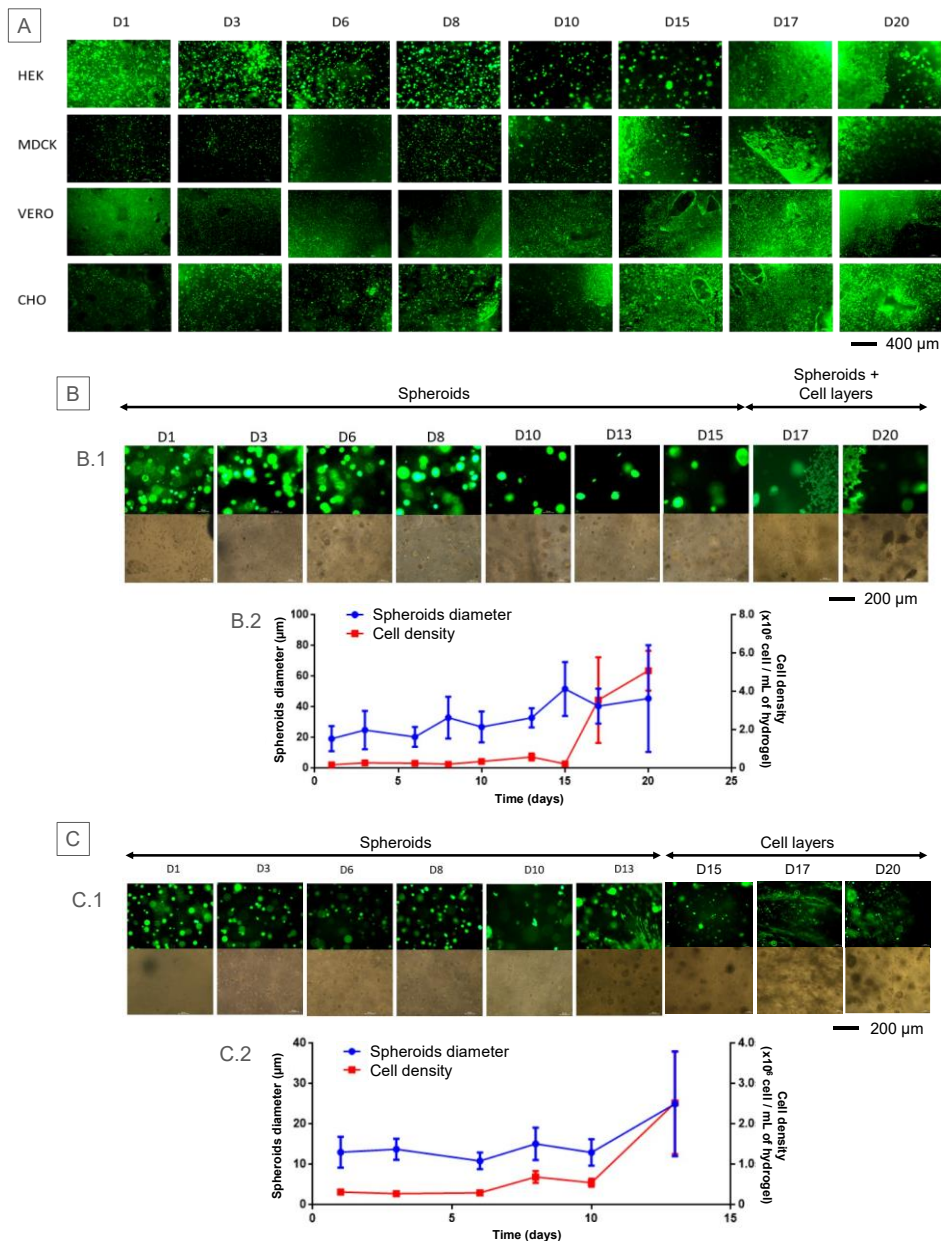 A
D1 D3 D6 D8 D10 D15 D17 D20
HEK
MDCK
VERO
CHO
400 µm
B
Spheroids
Spheroids +
Cell layers
D1 D3 D6 D8 D10 D13 D15 D17 D20
B.1
200 µm
B.2
Spheroids diameter
Cell density
100
80
60
40
20
0
Spheroids diameter (µm)
8.0
6.0
4.0
2.0
0
Cell density
(x10⁶ cell / mL of hydrogel)
0 5 10 15 20 25
Time (days)
C
Spheroids
Cell layers
D1 D3 D6 D8 D10 D13 D15 D17 D20
C.1
200 µm
C.2
Spheroids diameter
Cell density
40
30
20
10
0
Spheroids diameter (µm)
4.0
3.0
2.0
1.0
0.0
Cell density
(x10⁶ cell / mL of hydrogel)
0 5 10 15
Time (days)